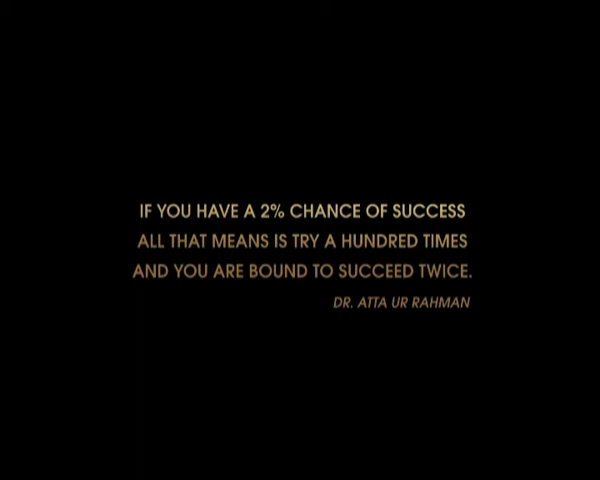 IF YOU HAVE A 2% CHANCE OF SUCCESS
ALL THAT MEANS IS TRY A HUNDRED TIMES
AND YOU ARE BOUND TO SUCCEED TWICE.
DR. ATTA UR RAHMAN